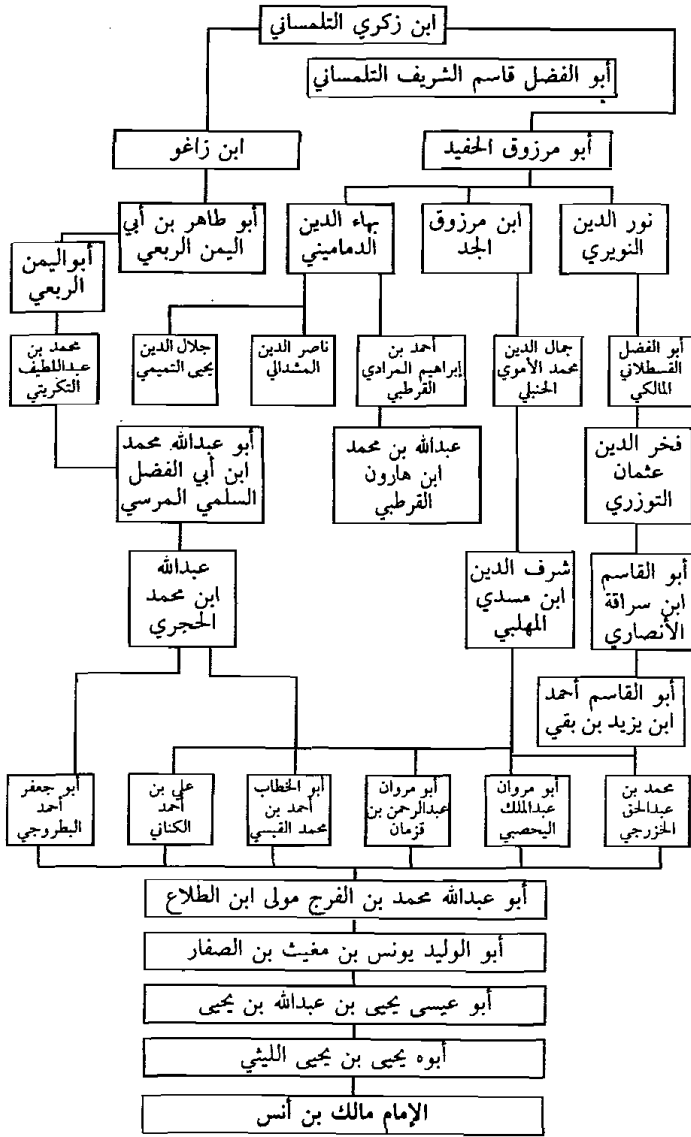 ابن زكري التلمساني
أبو الفضل قاسم الشريف التلمساني
أبو مرزوق الحفيد
ابن زاغو
نور الدين
النويري
ابن مرزوق
الجد
بهاء الدين
الدماميني
أبو طاهر بن أبي
اليمن الربعي
أبو اليمن
الربعي
أبو الفضل
القسطلاني
المالكي
جمال الدين
محمد الأموي
الحنبلي
أحمد بن
إبراهيم المرادي
القرطبي
ناصر الدين
المشدالي
جلال الدين
يحيى التميمي
محمد بن
عبداللطيف
التكريتي
فخر الدين
عثمان
التوزري
عبدالله بن محمد
ابن هارون
القرطبي
أبو عبدالله محمد
ابن أبي الفضل
السلمي المرسي
أبو القاسم
ابن سراقة
الأنصاري
شرف الدين
ابن مسدي
المهلبي
عبدالله
ابن محمد
الحجري
أبو القاسم أحمد
ابن يزيد بن بقي
محمد بن
عبدالحق
الخزرجي
أبو مروان
عبدالملك
اليحصبي
أبو مروان
عبدالرحمن بن
قزمان
أبو الخطاب
أحمد بن
محمد القيسي
علي بن
أحمد
الكناني
أبو جعفر
أحمد
البطروجي
أبو عبدالله محمد بن الفرج مولى ابن الطلاع
أبو الوليد يونس بن مغيث بن الصفار
أبو عيسى يحيى بن عبدالله بن يحيى
أبوه يحيى بن يحيى الليثي
الإمام مالك بن أنس